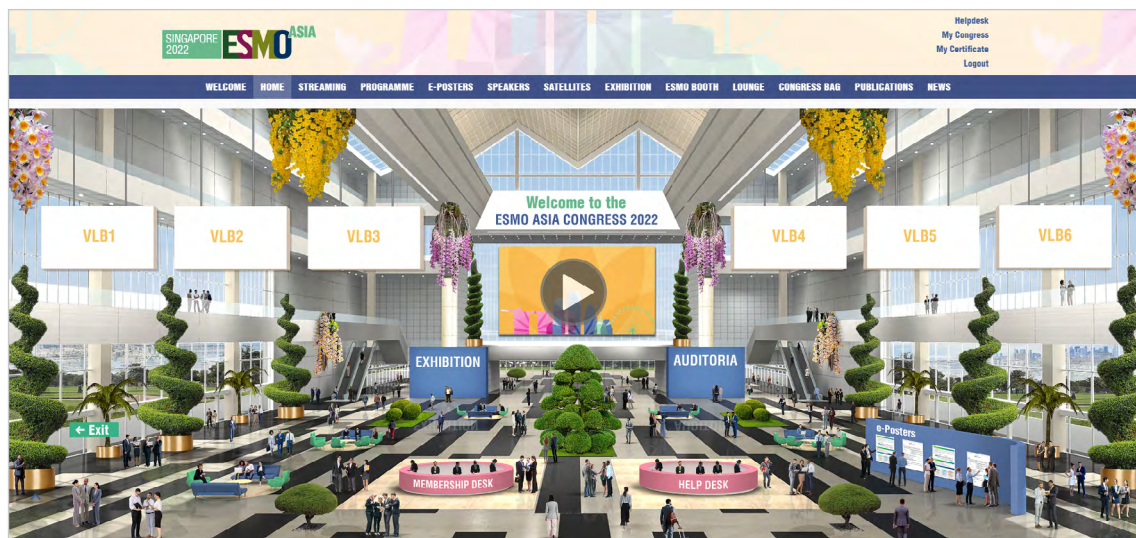 SINGAPORE
2022
ESMO
ASIA
Helpdesk
My Congress
My Certificate
Logout
WELCOME HOME STREAMING PROGRAMME E-POSTERS SPEAKERS SATELLITES EXHIBITION ESMO BOOTH LOUNGE CONGRESS BAG PUBLICATIONS NEWS
Welcome to the
ESMO ASIA CONGRESS 2022
VLB1 VLB2 VLB3 VLB4 VLB5 VLB6
EXHIBITION AUDITORIA
← Exit
e-Posters
MEMBERSHIP DESK HELP DESK